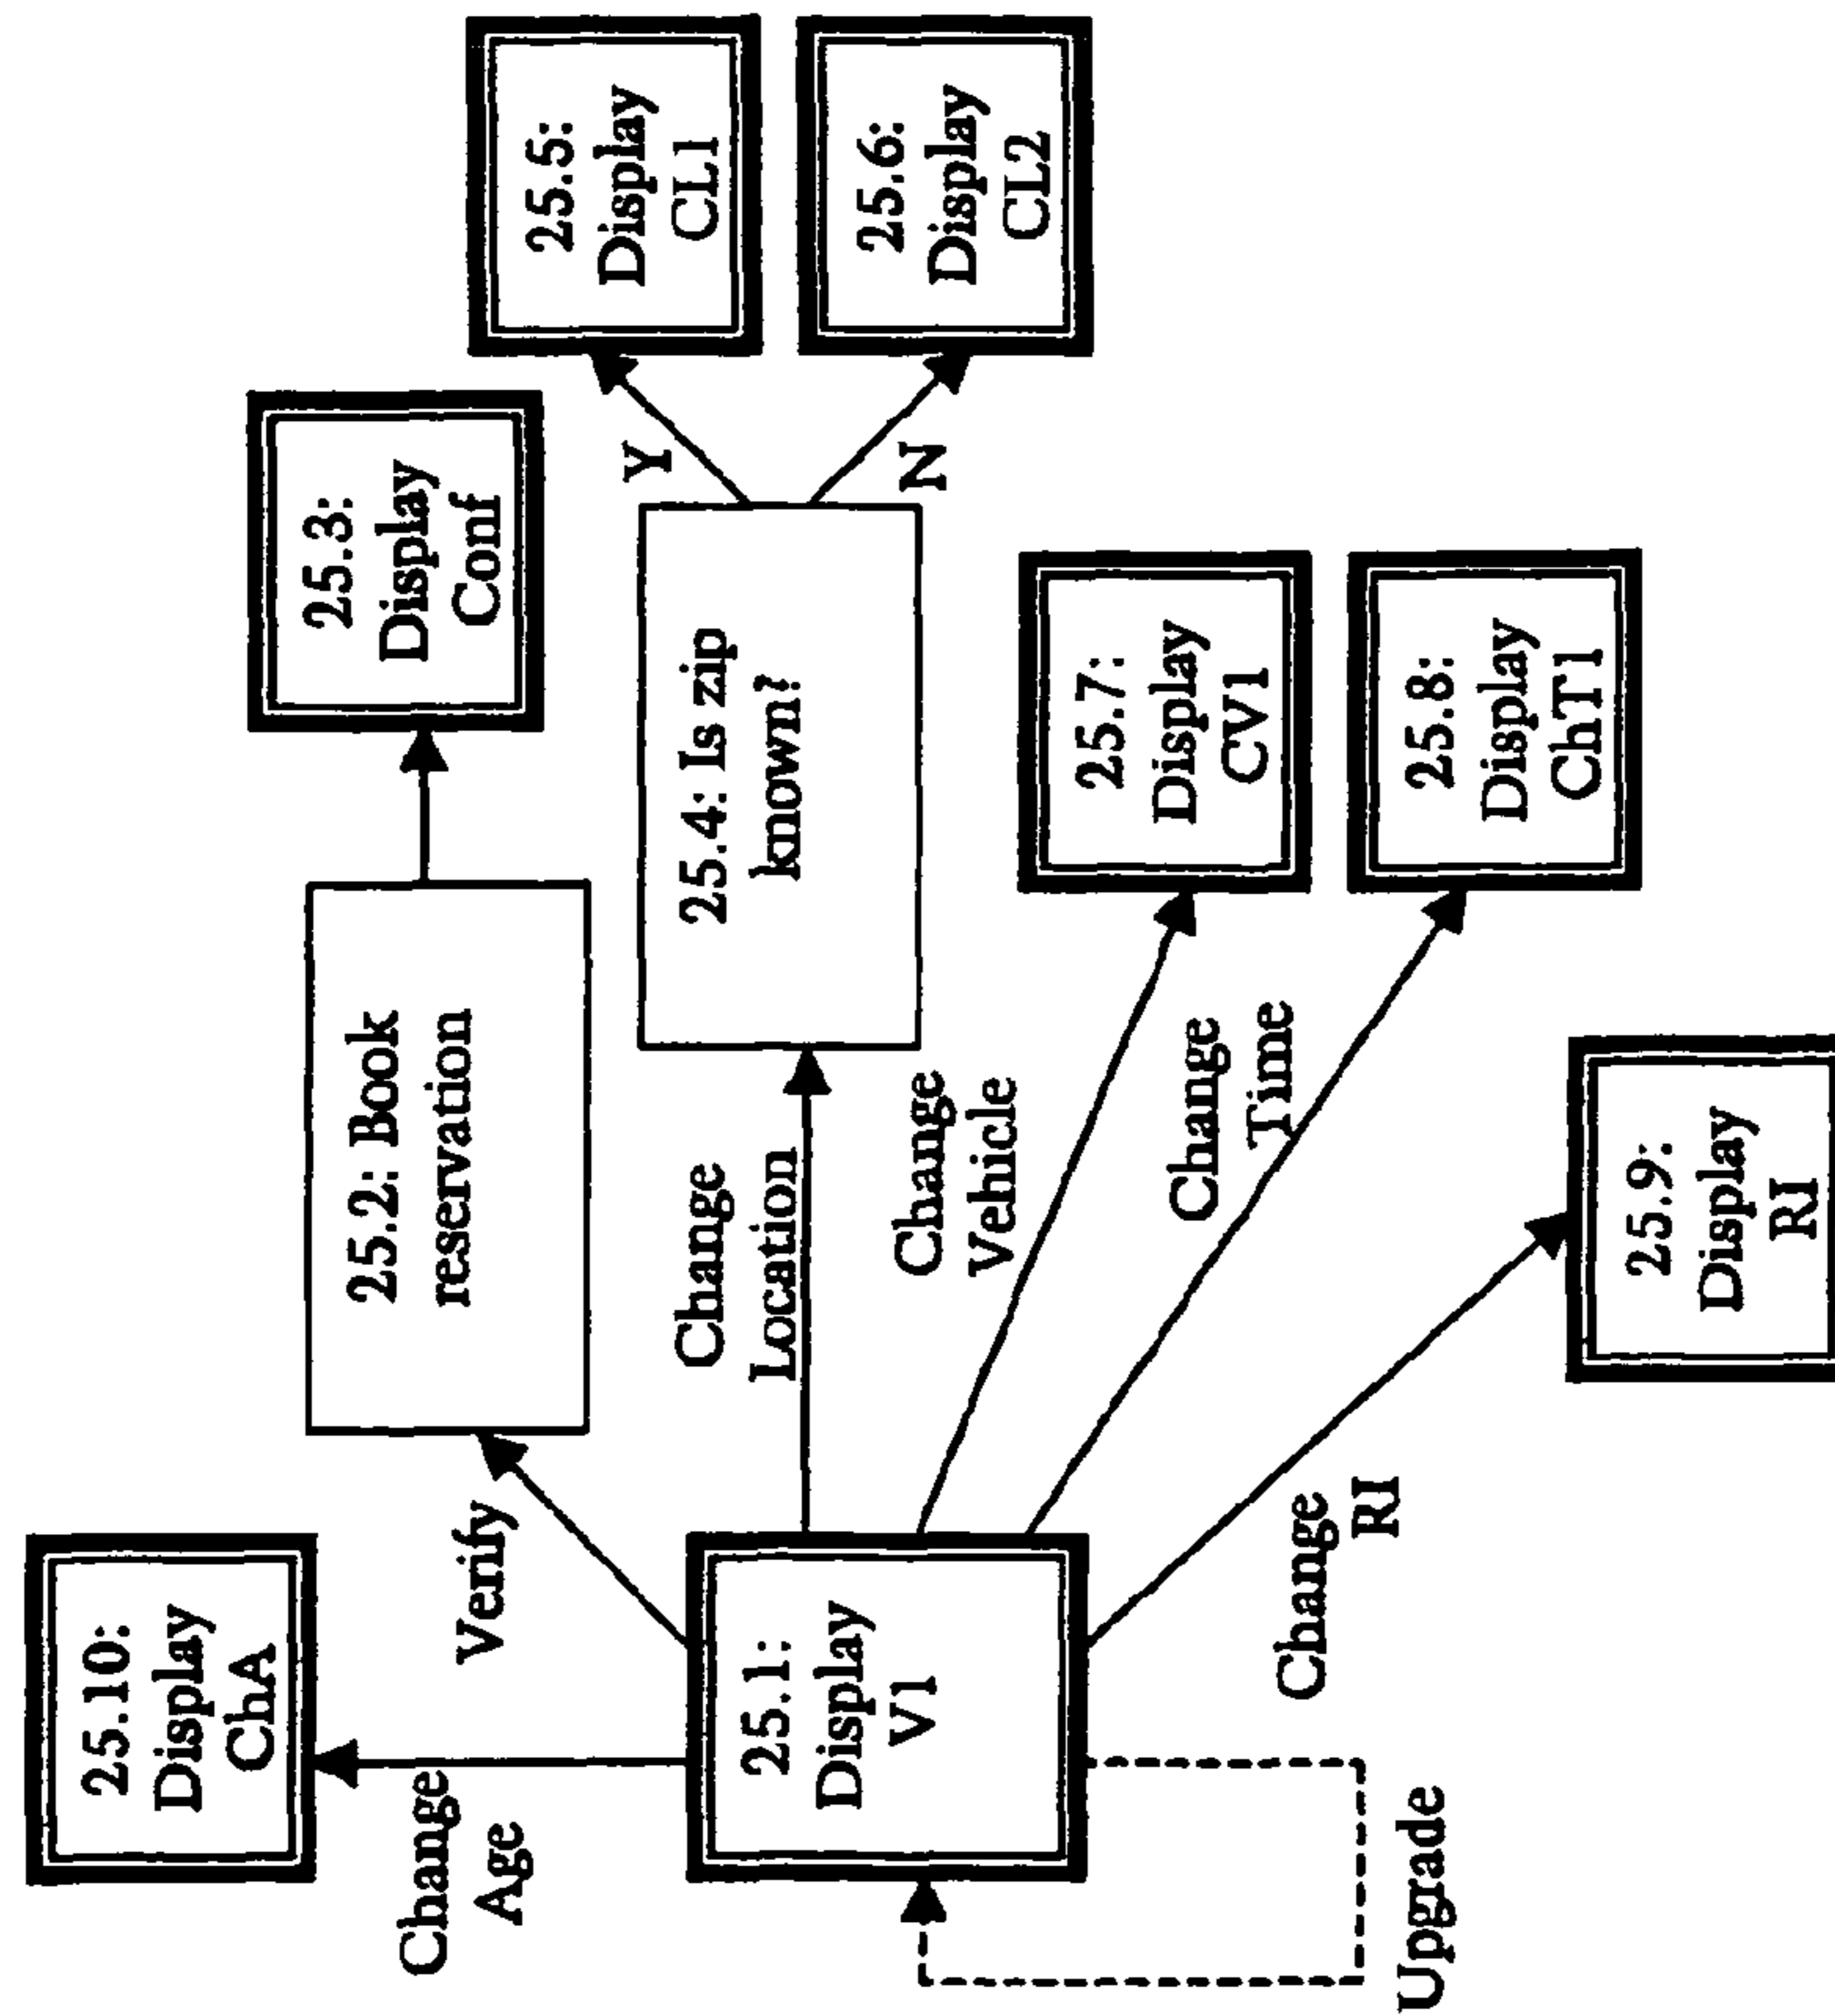 25.10:
Display
ChA
Change
Age
Verify
25.2: Book
reservation
25.3:
Display
Conf
25.1:
Display
V1
Change
Location
25.4: Is zip
known?
Y
N
25.5:
Display
CL1
25.6:
Display
CL2
Change
Vehicle
25.7:
Display
CV1
Change
Time
25.8:
Display
ChT1
Change
RI
25.9:
Display
RI
Upgrade